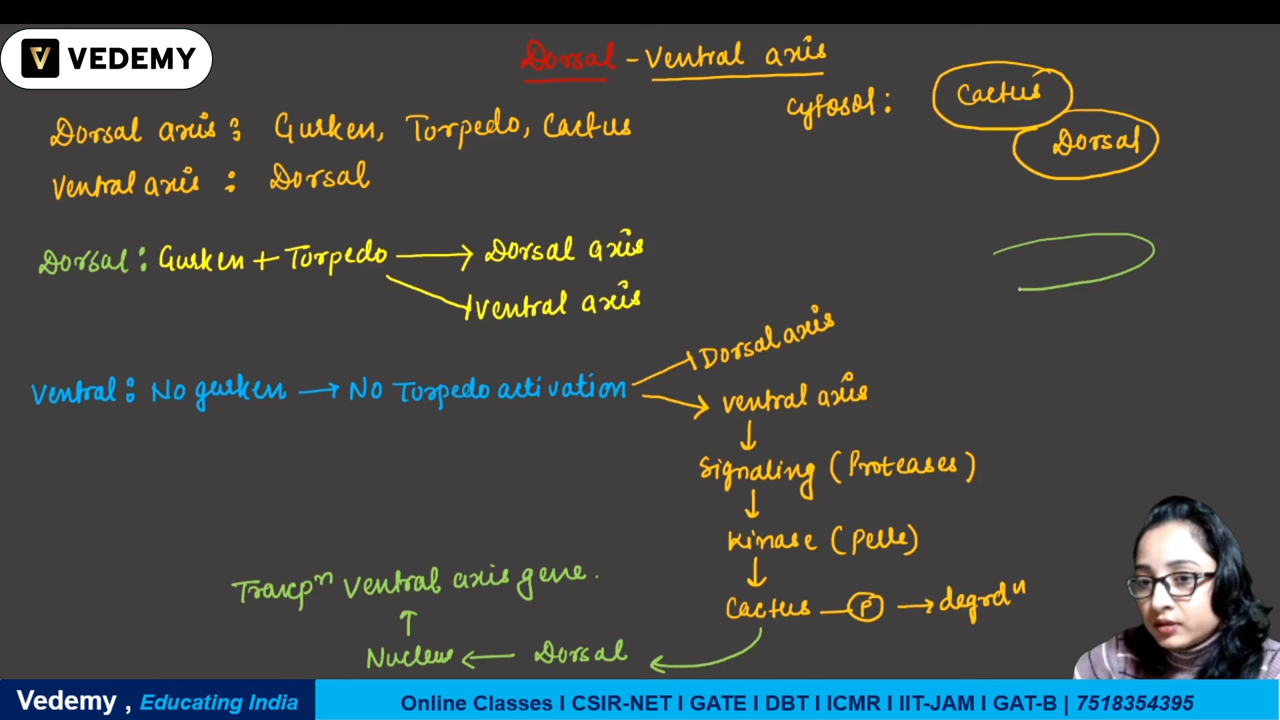 VEDEMY
Dorsal - Ventral axis
Dorsal axis : Gurken, Torpedo, Cactus
Ventral axis : Dorsal
cytosol :
Cactus
Dorsal
Dorsal : Gurken + Torpedo → Dorsal axis
Ventral axis
Ventral : No gurken → No Torpedo activation
Dorsal axis
ventral axis
↓
Signaling (Proteases)
↓
Kinase (Pelle)
↓
Cactus — P → degrdⁿ
Trancpⁿ ventral axis gene.
↑
Nucleus ← Dorsal ←
Vedemy , Educating India
Online Classes I CSIR-NET I GATE I DBT I ICMR I IIT-JAM I GAT-B | 7518354395